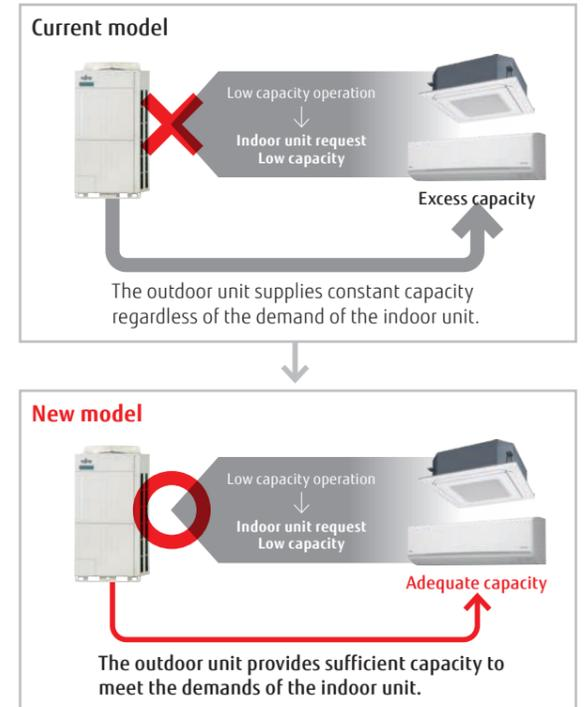 Current model
Low capacity operation
Indoor unit request
Low capacity
Excess capacity
The outdoor unit supplies constant capacity
regardless of the demand of the indoor unit.
New model
Low capacity operation
Indoor unit request
Low capacity
Adequate capacity
The outdoor unit provides sufficient capacity to
meet the demands of the indoor unit.